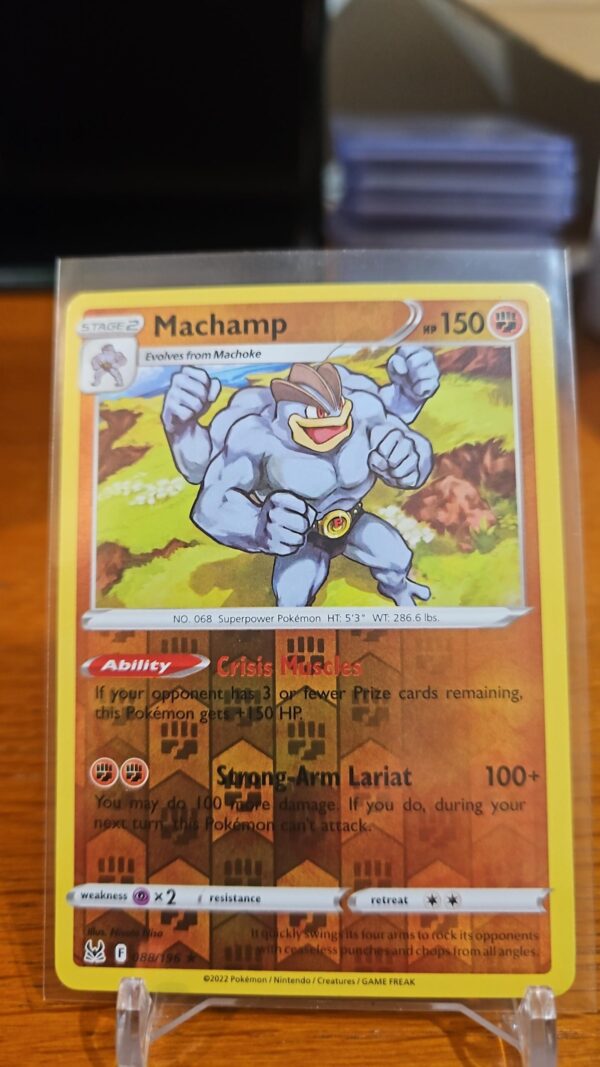 STAGE 2 Machamp HP 150
Evolves from Machoke
NO. 068 Superpower Pokémon HT: 5'3" WT: 286.6 lbs.
Ability Crisis Muscles
If your opponent has 3 or fewer Prize cards remaining,
this Pokémon gets +150 HP.
Strong-Arm Lariat 100+
You may do 100 more damage. If you do, during your
next turn, this Pokémon can't attack.
weakness ×2 resistance retreat
Illus.
It quickly swings its four arms to rock its opponents
with ceaseless punches and chops from all angles.
F 088/196 ★
©2022 Pokémon / Nintendo / Creatures / GAME FREAK